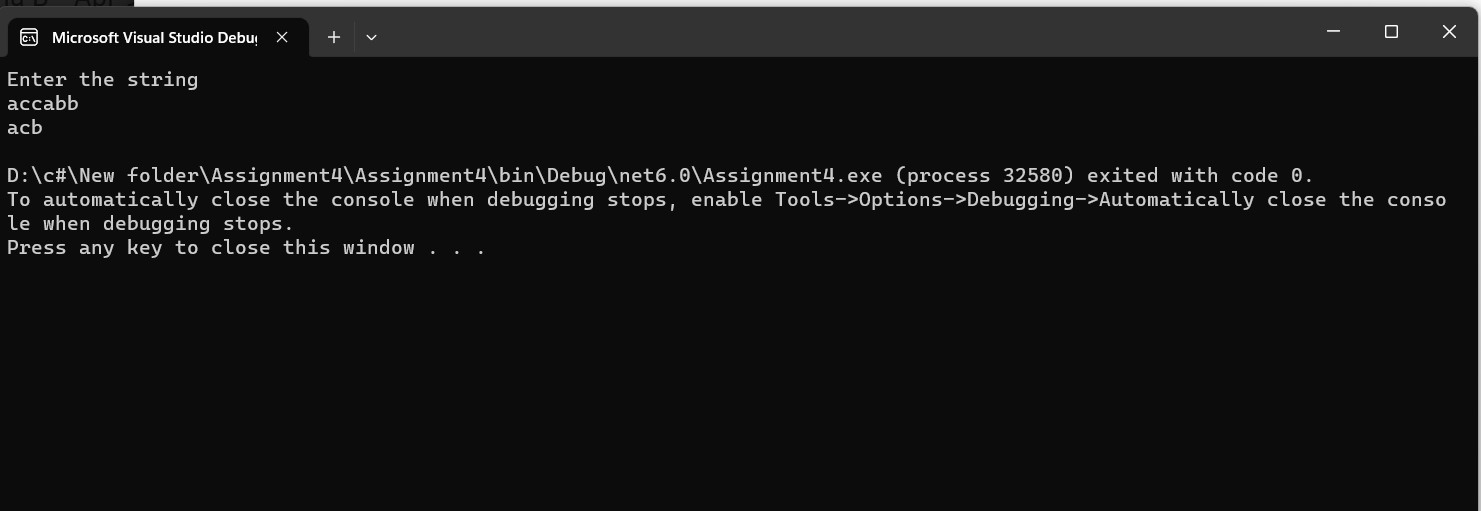 Microsoft Visual Studio Debu
Enter the string
accabb
acb
D:\c#\New folder\Assignment4\Assignment4\bin\Debug\net6.0\Assignment4.exe (process 32580) exited with code 0.
To automatically close the console when debugging stops, enable Tools->Options->Debugging->Automatically close the conso
le when debugging stops.
Press any key to close this window . . .